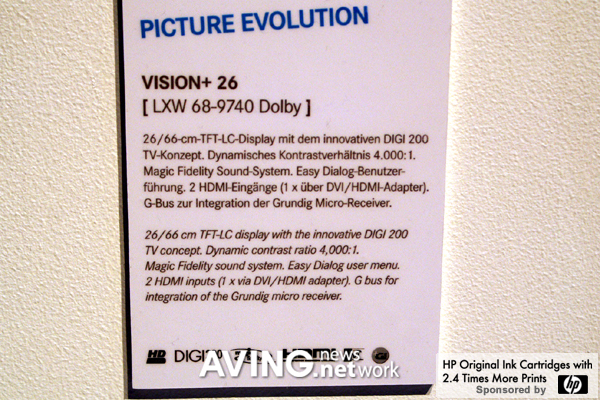 PICTURE EVOLUTION
VISION+ 26
[ LXW 68-9740 Dolby ]
26/66-cm-TFT-LC-Display mit dem innovativen DIGI 200
TV-Konzept. Dynamisches Kontrastverhältnis 4.000:1.
Magic Fidelity Sound-System. Easy Dialog-Benutzer-
führung. 2 HDMI-Eingänge (1 x über DVI/HDMI-Adapter).
G-Bus zur Integration der Grundig Micro-Receiver.
26/66 cm TFT-LC display with the innovative DIGI 200
TV concept. Dynamic contrast ratio 4,000:1.
Magic Fidelity sound system. Easy Dialog user menu.
2 HDMI inputs (1 x via DVI/HDMI adapter). G bus for
integration of the Grundig micro receiver.
HD DIGI
AVING.news
network
HP Original Ink Cartridges with
2.4 Times More Prints
Sponsored by hp